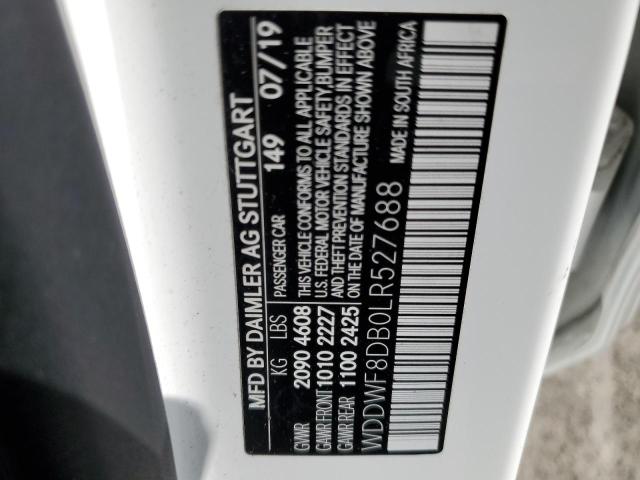 MFD BY DAIMLER AG STUTTGART
KG LBS PASSENGER CAR 149 07/19
GVWR 2090 4608 THIS VEHICLE CONFORMS TO ALL APPLICABLE
GAWR FRONT 1010 2227 U.S. FEDERAL MOTOR VEHICLE SAFETY, BUMPER
GAWR REAR 1100 2425 AND THEFT PREVENTION STANDARDS IN EFFECT
ON THE DATE OF MANUFACTURE SHOWN ABOVE
WDDWF8DB0LR527688 MADE IN SOUTH AFRICA